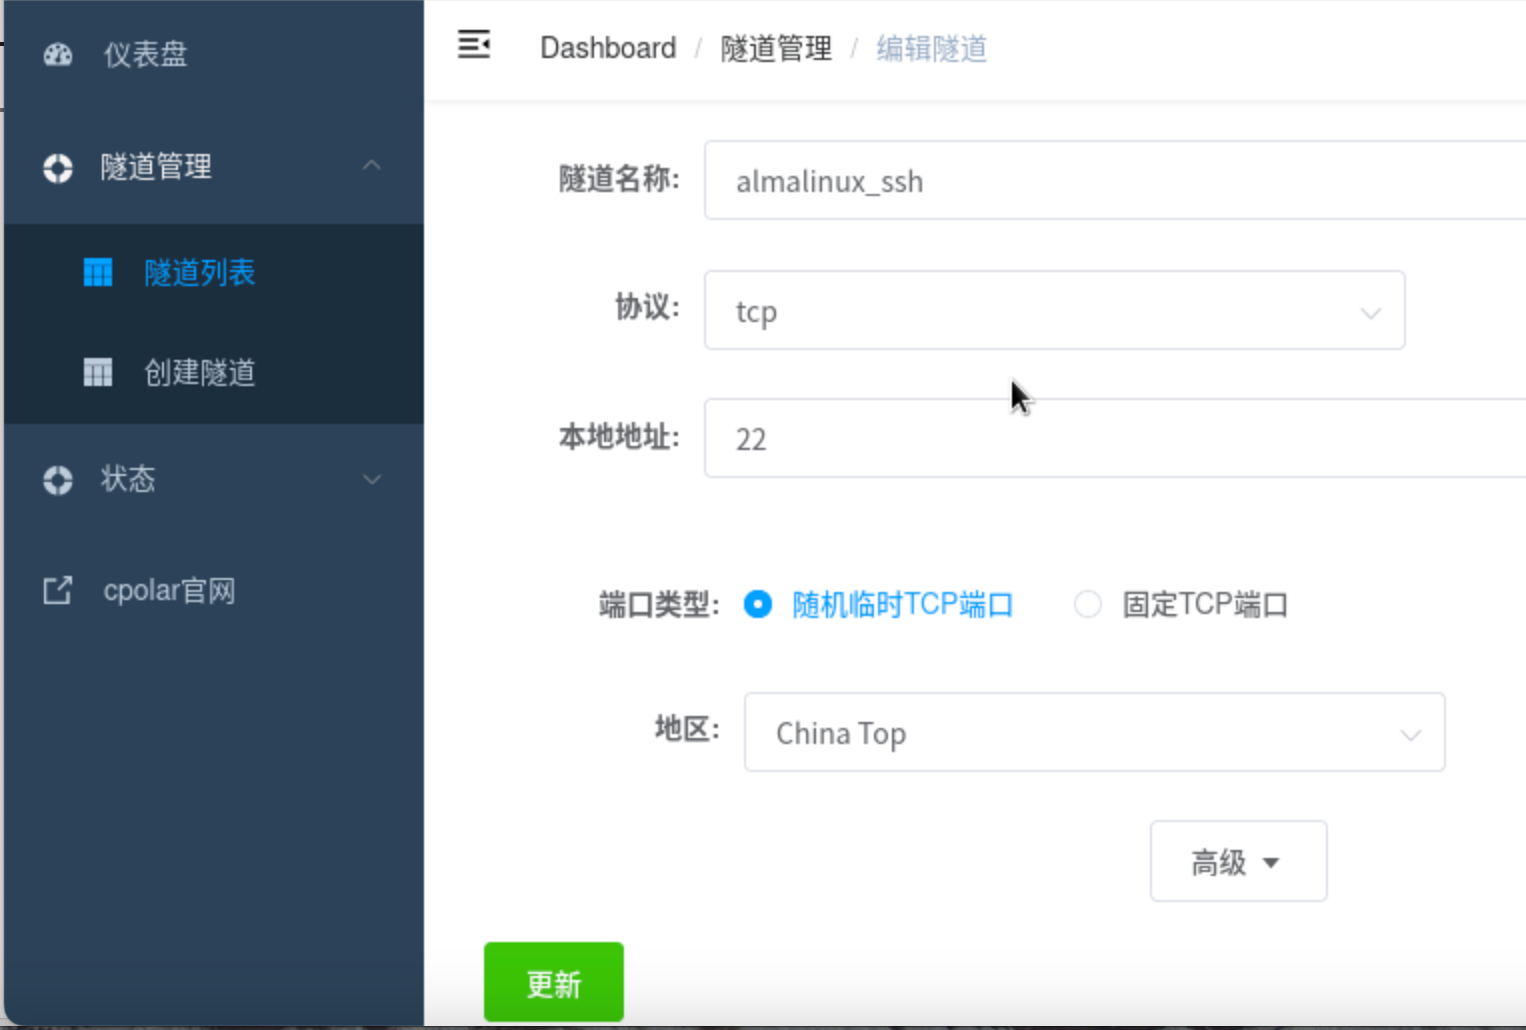 仪表盘
隧道管理
隧道列表
创建隧道
状态
cpolar官网
Dashboard / 隧道管理 / 编辑隧道
隧道名称: almalinux_ssh
协议: tcp
本地地址: 22
端口类型: 随机临时TCP端口 固定TCP端口
地区: China Top
高级
更新